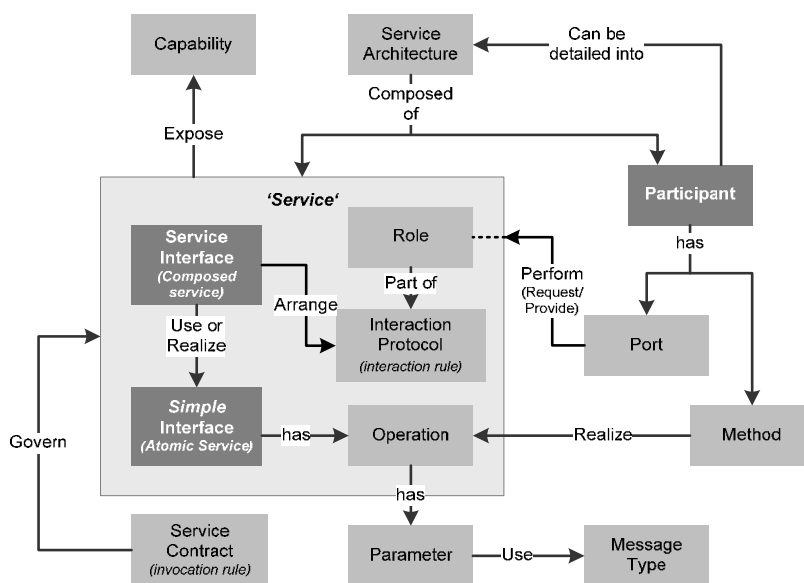 Capability
Service
Architecture
Can be
detailed into
Composed
of
Expose
'Service'
Participant
Service
Interface
(Composed
service)
Role
has
Perform
(Request/
Provide)
Part of
Arrange
Use or
Realize
Interaction
Protocol
(interaction rule)
Port
Simple
Interface
(Atomic Service)
has
Operation
Realize
Method
Govern
has
Service
Contract
(invocation rule)
Parameter
Use
Message
Type